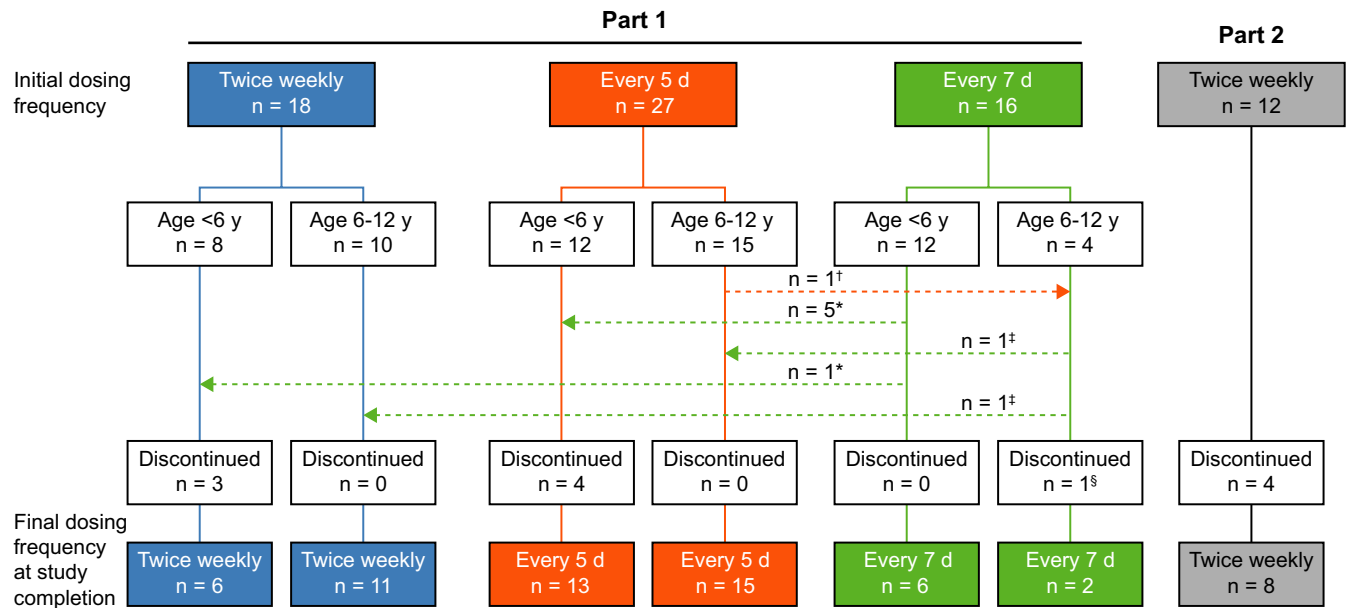 Part 1
Part 2
Initial dosing
frequency
Twice weekly
n = 18
Every 5 d
n = 27
Every 7 d
n = 16
Twice weekly
n = 12
Age <6 y
n = 8
Age 6-12 y
n = 10
Age <6 y
n = 12
Age 6-12 y
n = 15
Age <6 y
n = 12
Age 6-12 y
n = 4
n = 1†
n = 5*
n = 1‡
n = 1*
n = 1‡
Discontinued
n = 3
Discontinued
n = 0
Discontinued
n = 4
Discontinued
n = 0
Discontinued
n = 0
Discontinued
n = 1§
Discontinued
n = 4
Final dosing
frequency
at study
completion
Twice weekly
n = 6
Twice weekly
n = 11
Every 5 d
n = 13
Every 5 d
n = 15
Every 7 d
n = 6
Every 7 d
n = 2
Twice weekly
n = 8